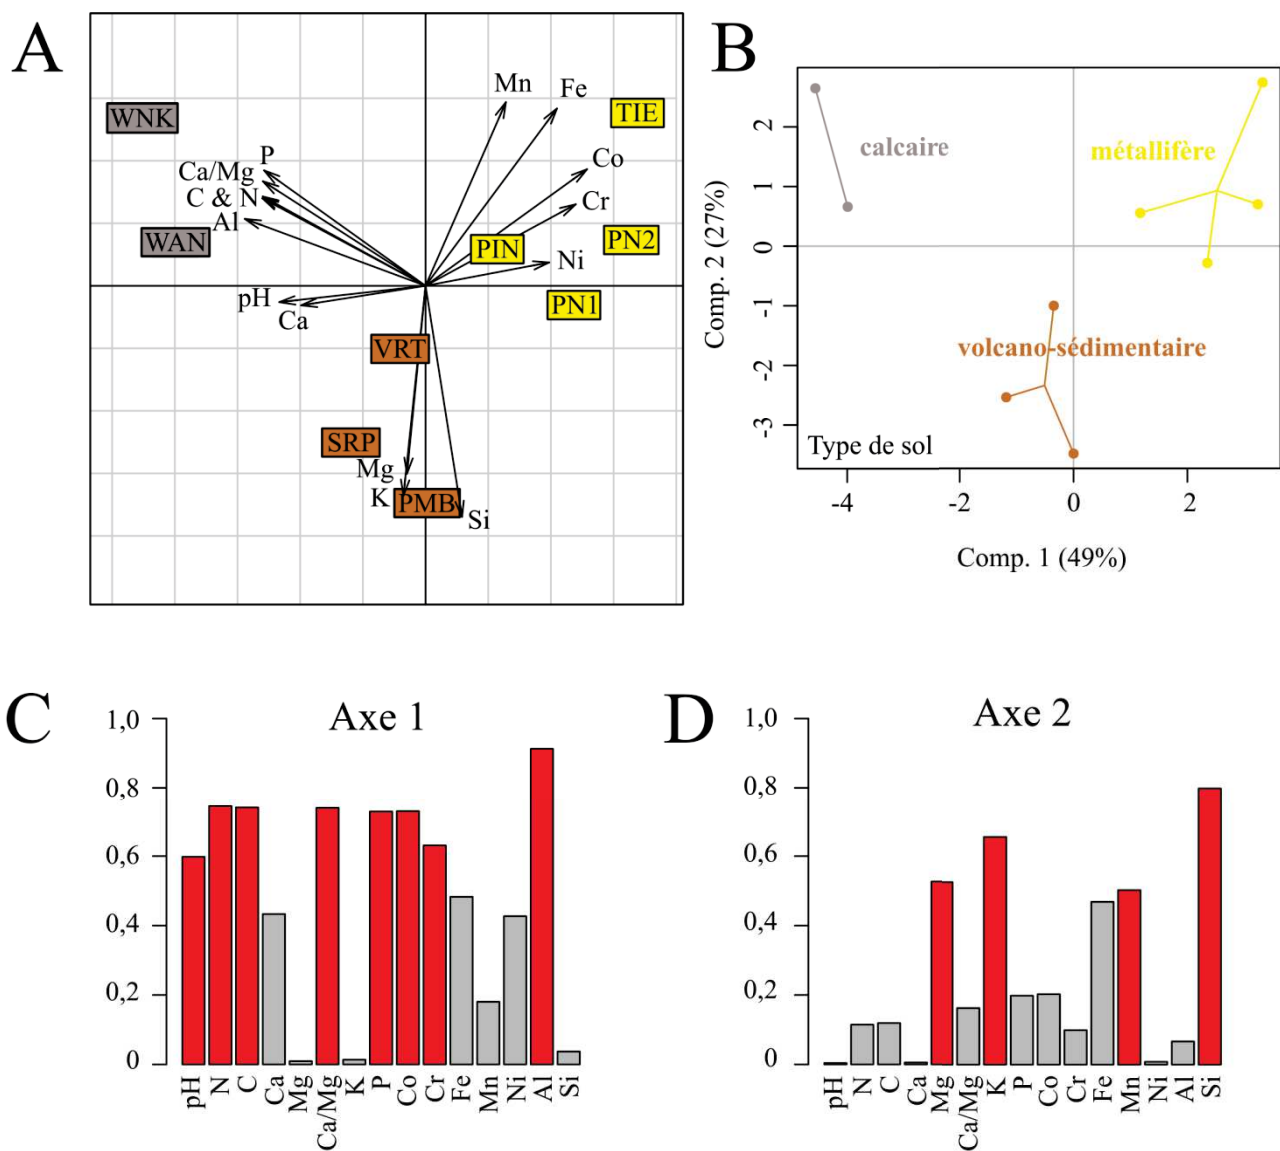 A
Mn
Fe
TIE
WNK
P
Co
Ca/Mg
C & N
Cr
Al
WAN
PIN
PN2
Ni
pH
Ca
PN1
VRT
SRP
Mg
K
PMB
Si
B
Comp. 2 (27%)
2
1
0
-1
-2
-3
calcaire
métallifère
volcano-sédimentaire
Type de sol
-4
-2
0
2
Comp. 1 (49%)
C
Axe 1
1,0
0,8
0,6
0,4
0,2
0
pH
N
C
Ca
Mg
Ca/Mg
K
P
Co
Cr
Fe
Mn
Ni
Al
Si
D
Axe 2
1,0
0,8
0,6
0,4
0,2
0
pH
N
C
Ca
Mg
Ca/Mg
K
P
Co
Cr
Fe
Mn
Ni
Al
Si